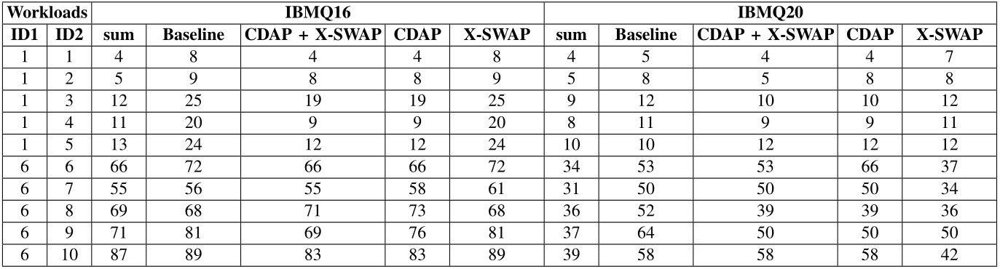 Workloads IBMQ16 IBMQ20
ID1 ID2 sum Baseline CDAP + X-SWAP CDAP X-SWAP sum Baseline CDAP + X-SWAP CDAP X-SWAP
1 1 4 8 4 4 8 4 5 4 4 7
1 2 5 9 8 8 9 5 8 5 8 8
1 3 12 25 19 19 25 9 12 10 10 12
1 4 11 20 9 9 20 8 11 9 9 11
1 5 13 24 12 12 24 10 10 12 12 12
6 6 66 72 66 66 72 34 53 53 66 37
6 7 55 56 55 58 61 31 50 50 50 34
6 8 69 68 71 73 68 36 52 39 39 36
6 9 71 81 69 76 81 37 64 50 50 50
6 10 87 89 83 83 89 39 58 58 58 42